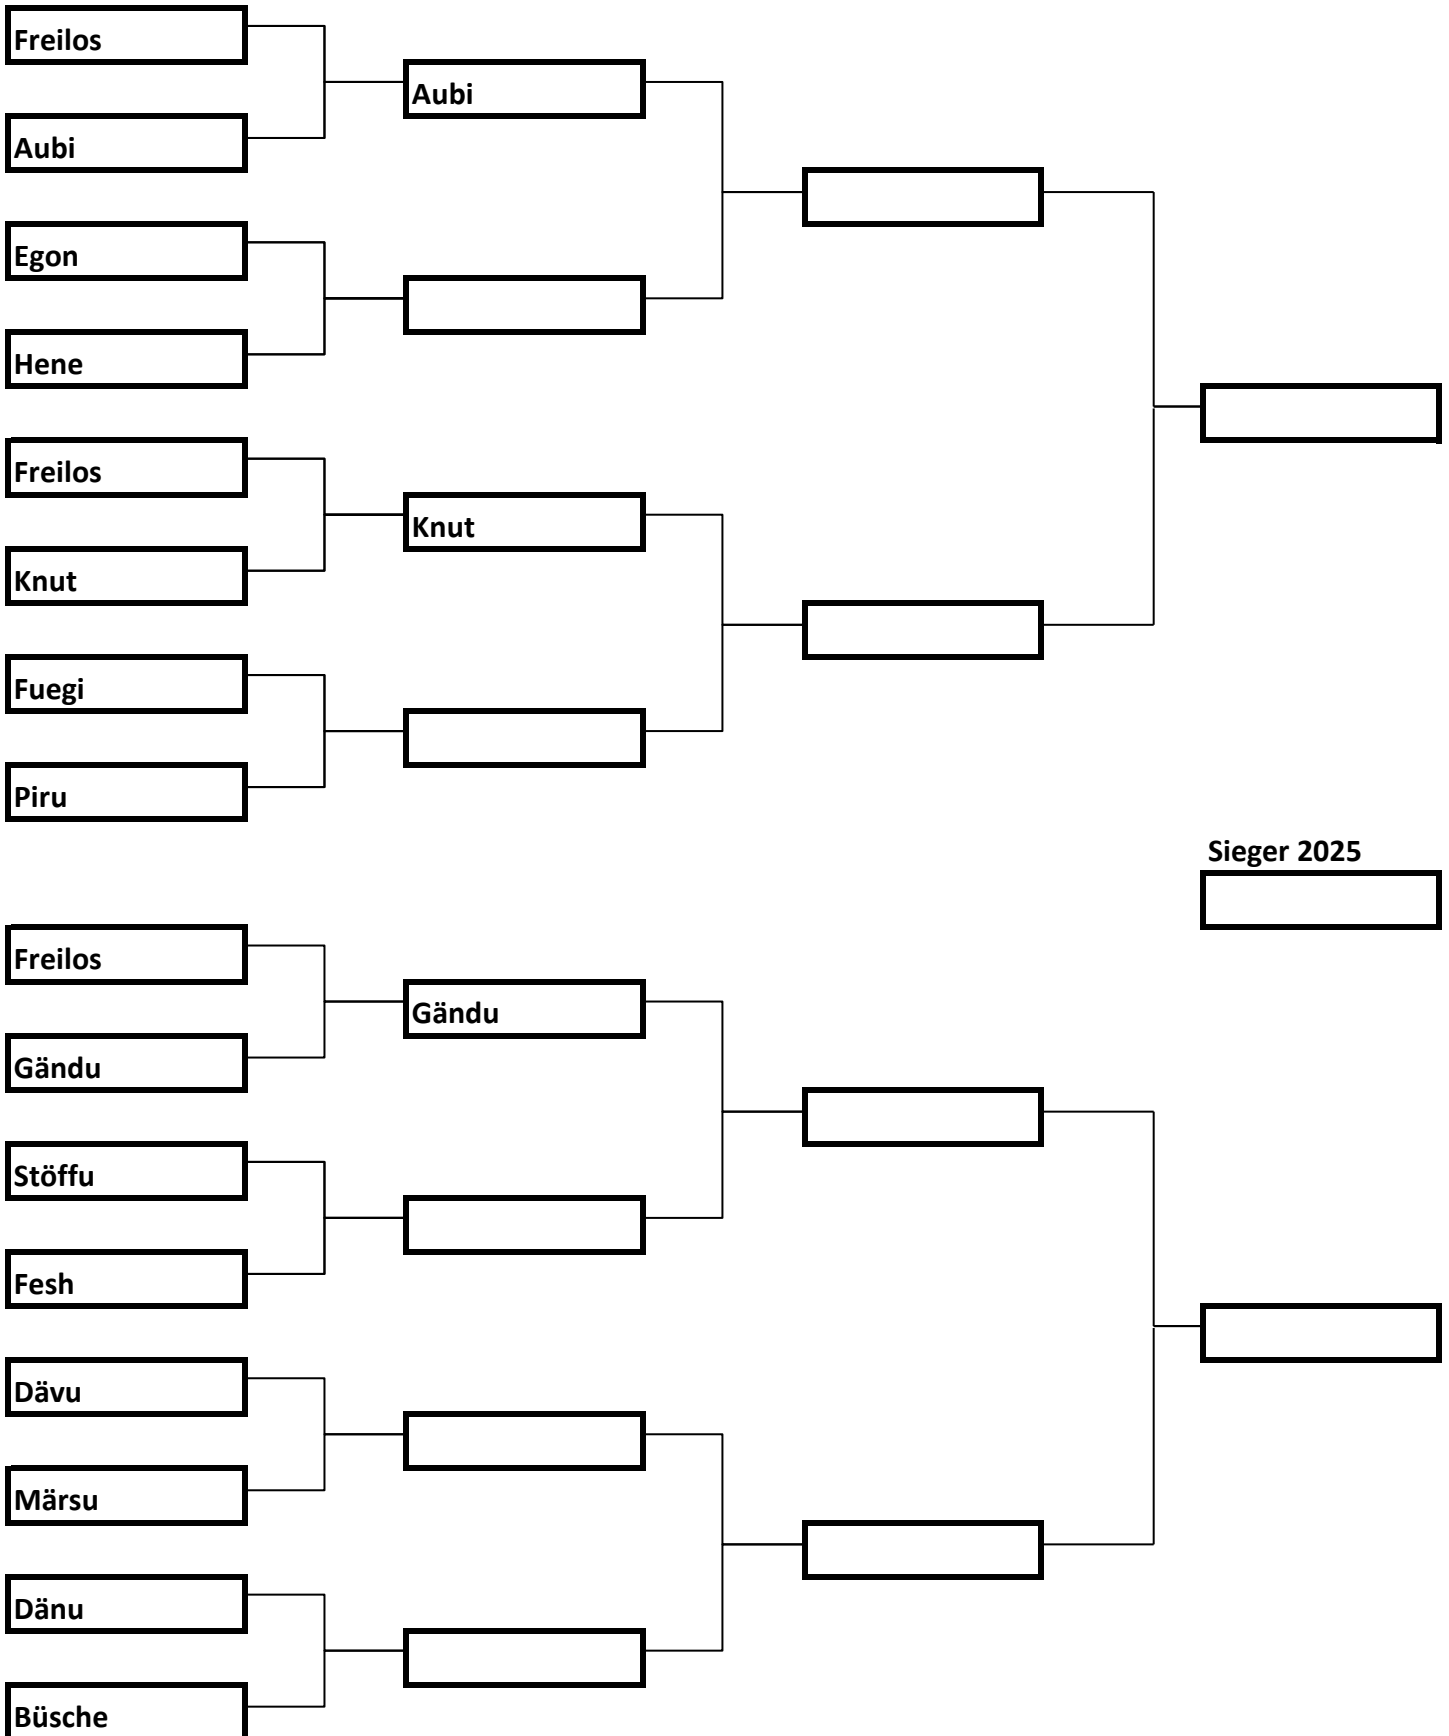 Freilos
Aubi
Aubi
Egon
Hene
Freilos
Knut
Knut
Fuegi
Piru
Sieger 2025
Freilos
Gändu
Gändu
Stöffu
Fesh
Dävu
Märsu
Dänu
Büsche